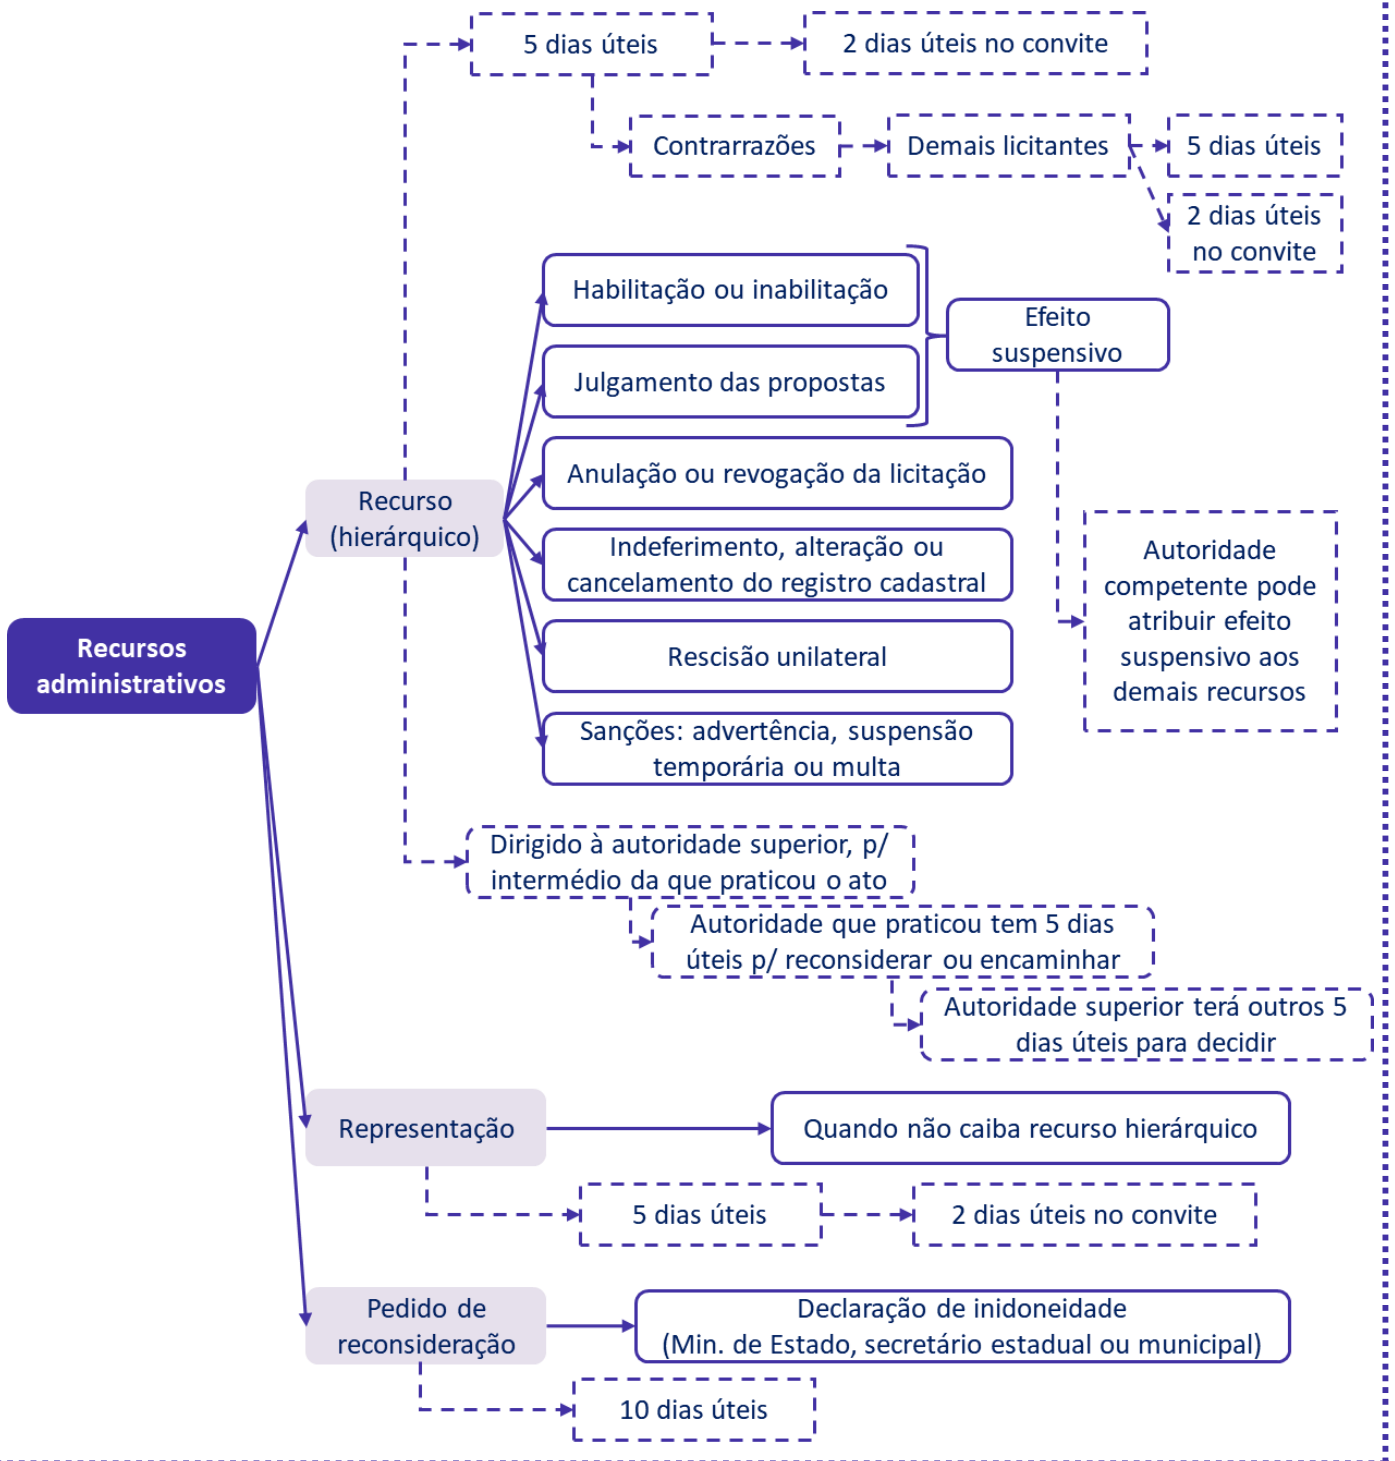 5 dias úteis
2 dias úteis no convite
Contrarrazões
Demais licitantes
5 dias úteis
2 dias úteis
no convite
Habilitação ou inabilitação
Efeito
suspensivo
Julgamento das propostas
Anulação ou revogação da licitação
Recurso
(hierárquico)
Indeferimento, alteração ou
cancelamento do registro cadastral
Autoridade
competente pode
atribuir efeito
suspensivo aos
demais recursos
Recursos
administrativos
Rescisão unilateral
Sanções: advertência, suspensão
temporária ou multa
Dirigido à autoridade superior, p/
intermédio da que praticou o ato
Autoridade que praticou tem 5 dias
úteis p/ reconsiderar ou encaminhar
Autoridade superior terá outros 5
dias úteis para decidir
Representação
Quando não caiba recurso hierárquico
5 dias úteis
2 dias úteis no convite
Pedido de
reconsideração
Declaração de inidoneidade
(Min. de Estado, secretário estadual ou municipal)
10 dias úteis